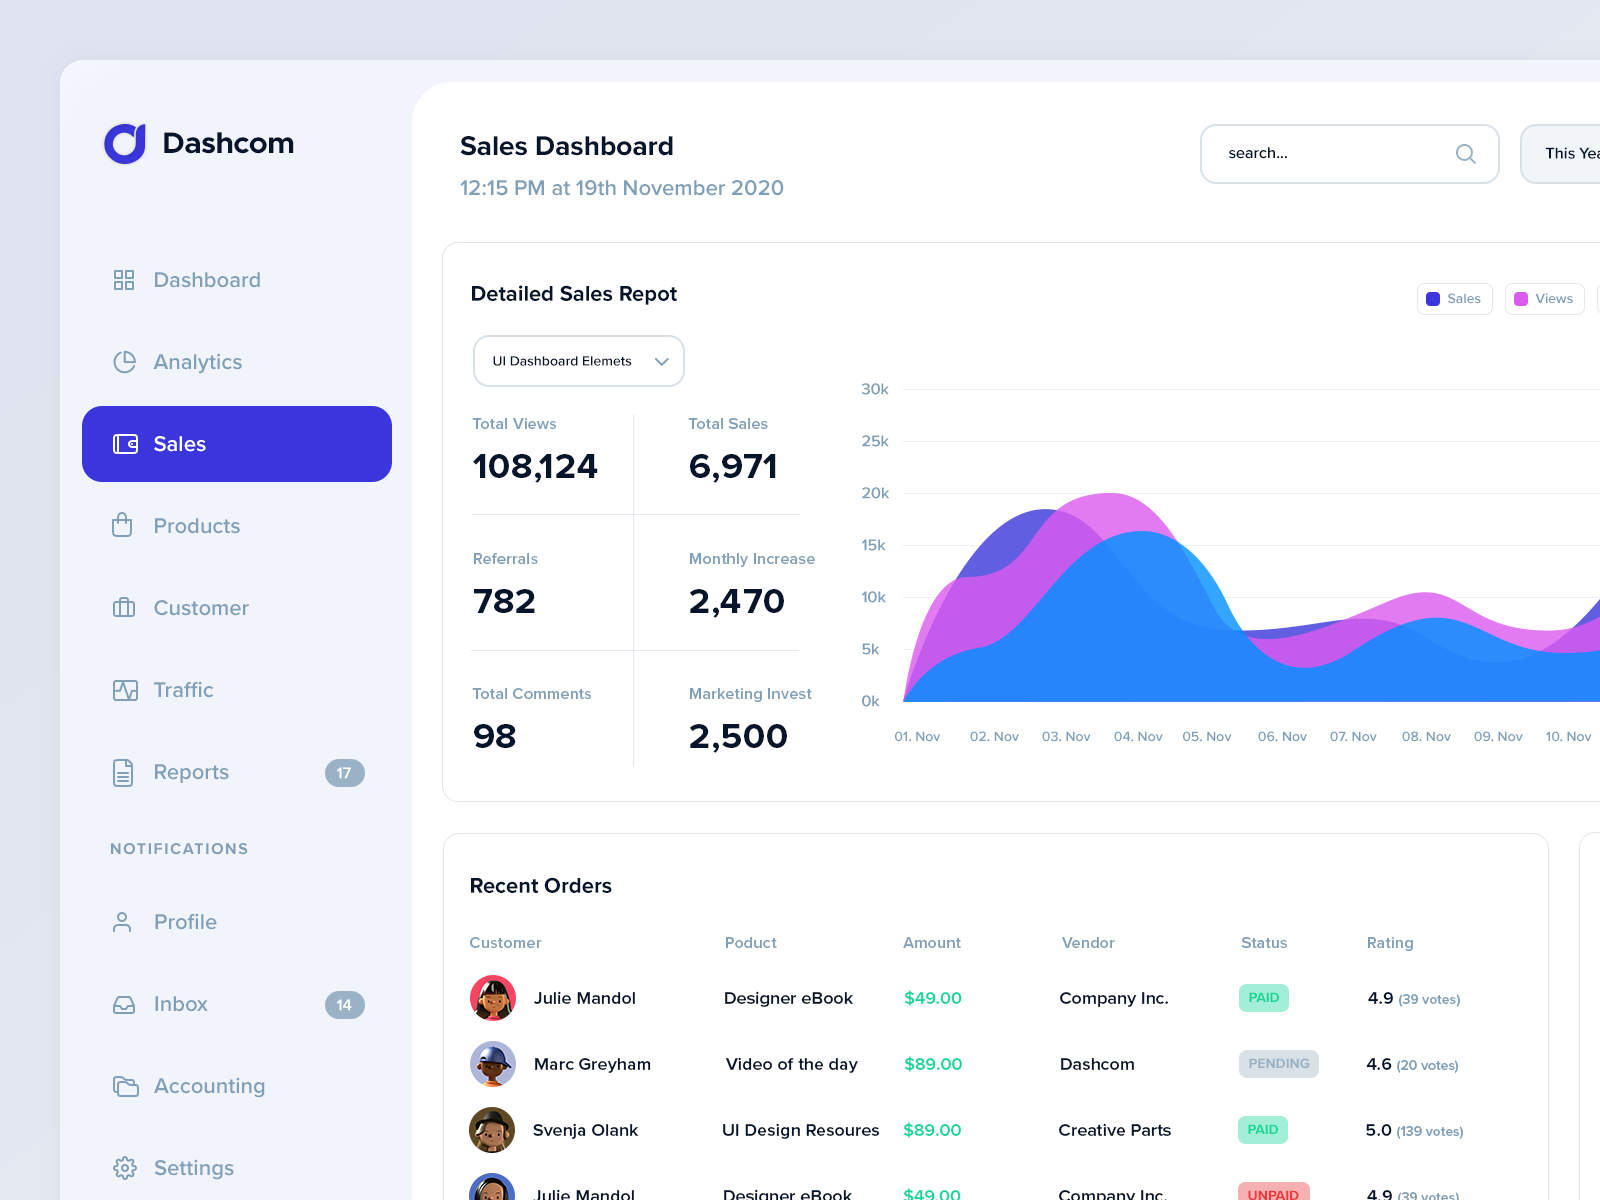 Dashcom
Dashboard
Analytics
Sales
Products
Customer
Traffic
Reports 17
NOTIFICATIONS
Profile
Inbox 14
Accounting
Settings
Sales Dashboard
12:15 PM at 19th November 2020
search...
This Yea
Detailed Sales Repot
Sales Views
UI Dashboard Elemets
Total Views
108,124
Total Sales
6,971
Referrals
782
Monthly Increase
2,470
Total Comments
98
Marketing Invest
2,500
30k
25k
20k
15k
10k
5k
0k
01. Nov 02. Nov 03. Nov 04. Nov 05. Nov 06. Nov 07. Nov 08. Nov 09. Nov 10. Nov
Recent Orders
Customer Poduct Amount Vendor Status Rating
Julie Mandol Designer eBook $49.00 Company Inc. PAID 4.9 (39 votes)
Marc Greyham Video of the day $89.00 Dashcom PENDING 4.6 (20 votes)
Svenja Olank UI Design Resoures $89.00 Creative Parts PAID 5.0 (139 votes)
Julie Mandol Designer eBook $49.00 Company Inc. UNPAID 4.9 (39 votes)